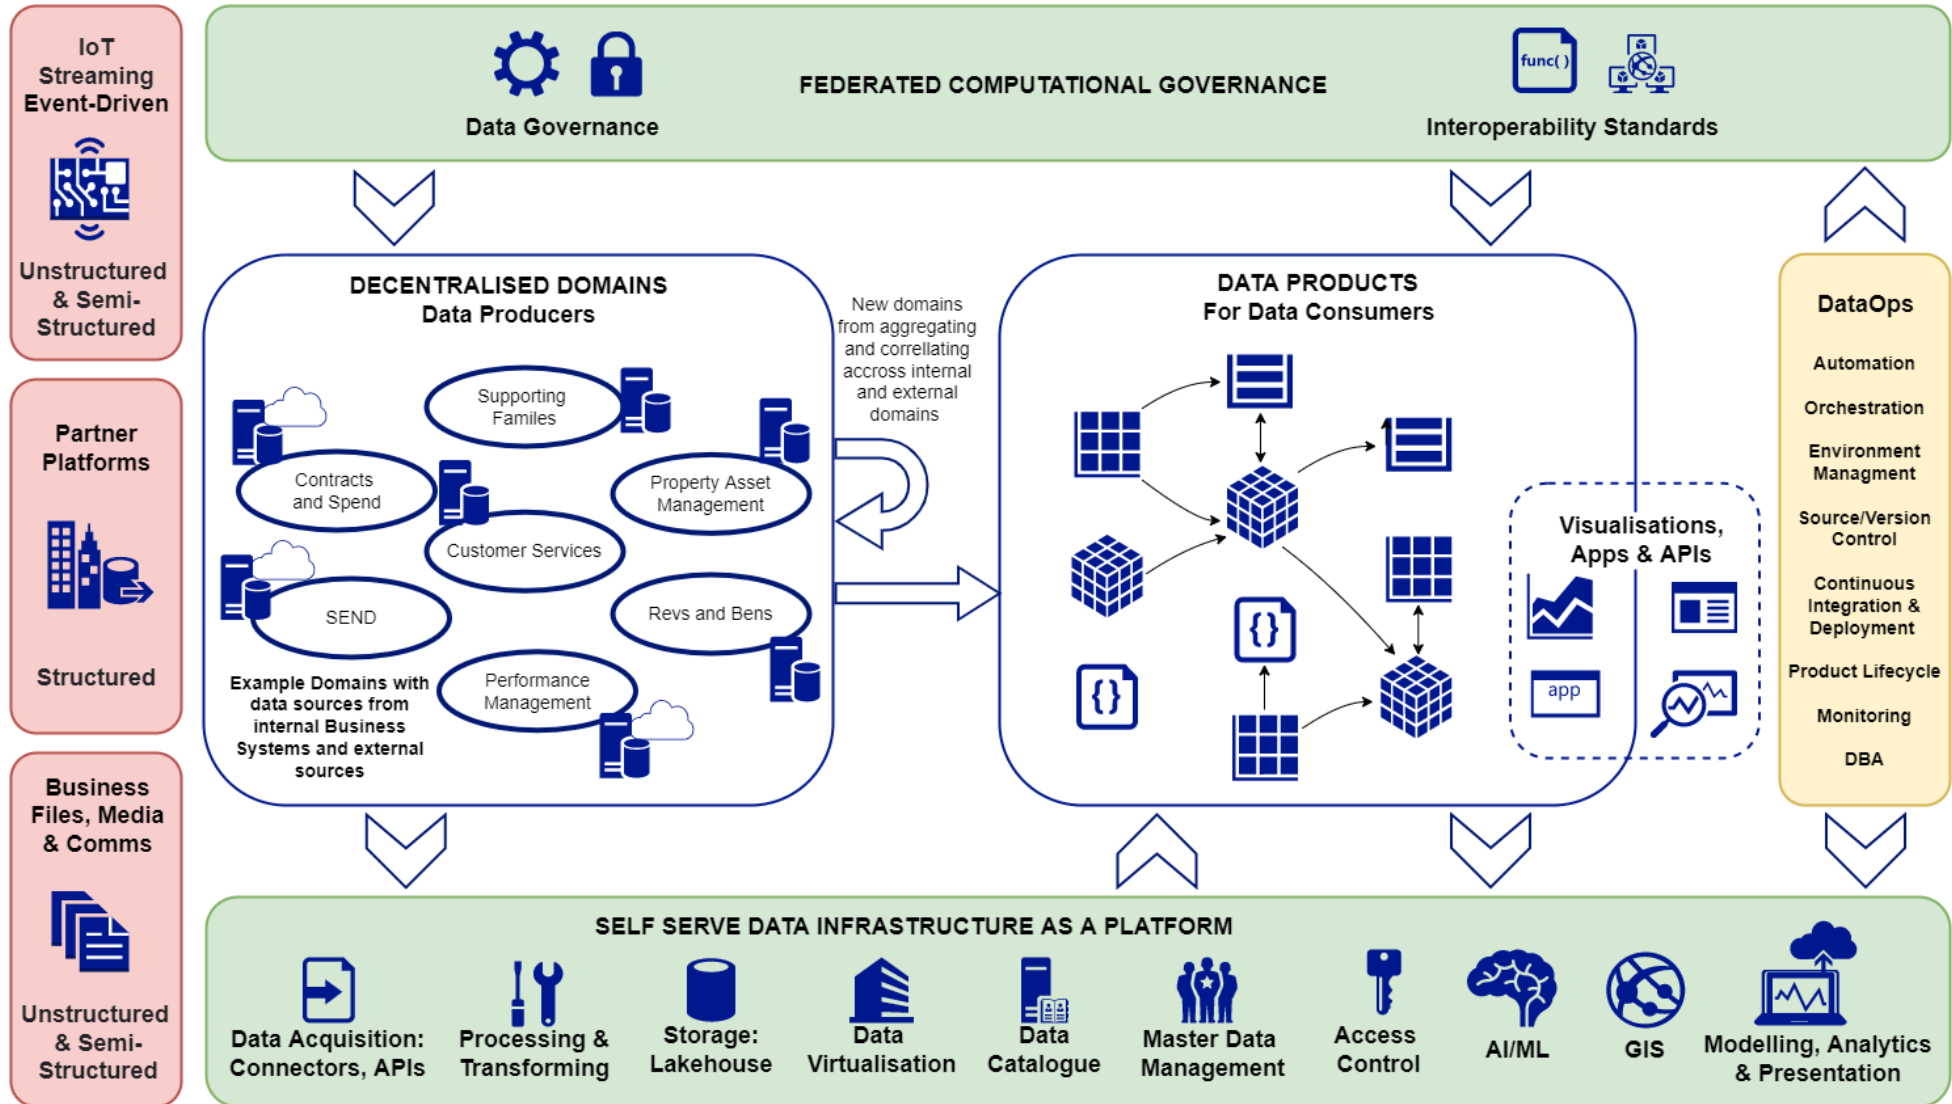 IoT
Streaming
Event-Driven
Unstructured
& Semi-
Structured
Partner
Platforms
Structured
Business
Files, Media
& Comms
Unstructured
& Semi-
Structured
FEDERATED COMPUTATIONAL GOVERNANCE
Data Governance
func( )
Interoperability Standards
DECENTRALISED DOMAINS
Data Producers
Supporting
Familes
Contracts
and Spend
Property Asset
Management
Customer Services
SEND
Revs and Bens
Performance
Management
Example Domains with
data sources from
internal Business
Systems and external
sources
New domains
from aggregating
and correllating
accross internal
and external
domains
DATA PRODUCTS
For Data Consumers
{}
{}
Visualisations,
Apps & APIs
app
DataOps
Automation
Orchestration
Environment
Managment
Source/Version
Control
Continuous
Integration &
Deployment
Product Lifecycle
Monitoring
DBA
SELF SERVE DATA INFRASTRUCTURE AS A PLATFORM
Data Acquisition:
Connectors, APIs
Processing &
Transforming
Storage:
Lakehouse
Data
Virtualisation
Data
Catalogue
Master Data
Management
Access
Control
AI/ML
GIS
Modelling, Analytics
& Presentation